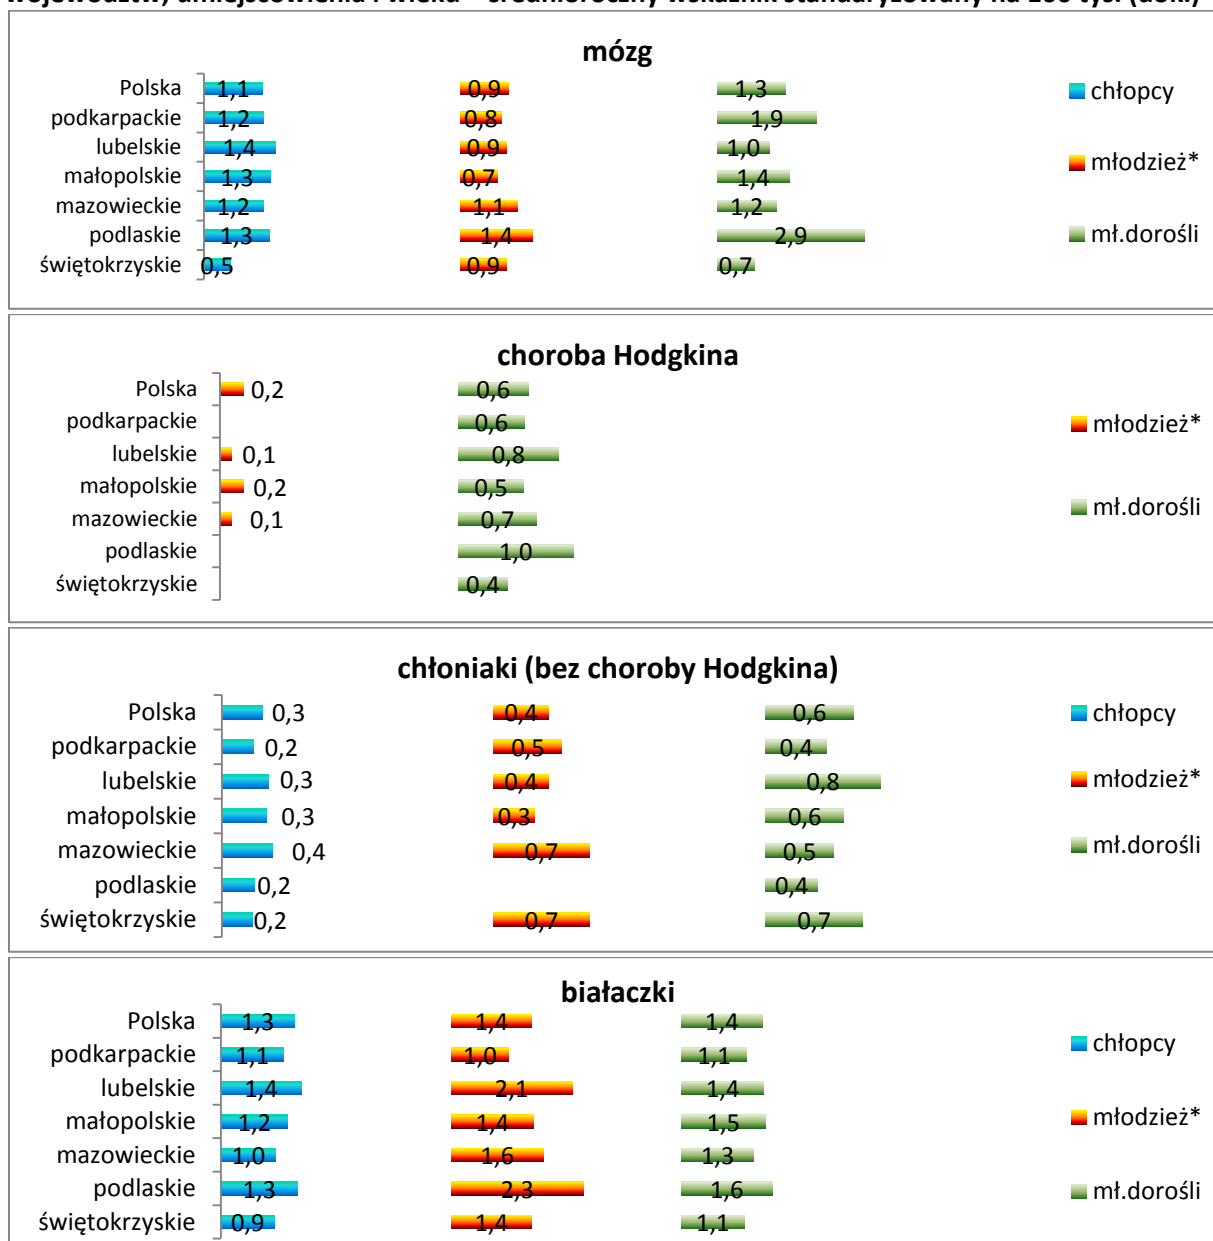 województw, umiejscowienia i wieku – średnioroczny wskaźnik standaryzowany na 100 tys. (dok.)
mózg
Polska 1,1 0,9 1,3
podkarpackie 1,2 0,8 1,9
lubelskie 1,4 0,9 1,0
małopolskie 1,3 0,7 1,4
mazowieckie 1,2 1,1 1,2
podlaskie 1,3 1,4 2,9
świętokrzyskie 0,5 0,9 0,7
chłopcy
młodzież*
mł.dorośli
choroba Hodgkina
Polska 0,2 0,6
podkarpackie 0,6
lubelskie 0,1 0,8
małopolskie 0,2 0,5
mazowieckie 0,1 0,7
podlaskie 1,0
świętokrzyskie 0,4
młodzież*
mł.dorośli
chłoniaki (bez choroby Hodgkina)
Polska 0,3 0,4 0,6
podkarpackie 0,2 0,5 0,4
lubelskie 0,3 0,4 0,8
małopolskie 0,3 0,3 0,6
mazowieckie 0,4 0,7 0,5
podlaskie 0,2 0,4
świętokrzyskie 0,2 0,7 0,7
chłopcy
młodzież*
mł.dorośli
białaczki
Polska 1,3 1,4 1,4
podkarpackie 1,1 1,0 1,1
lubelskie 1,4 2,1 1,4
małopolskie 1,2 1,4 1,5
mazowieckie 1,0 1,6 1,3
podlaskie 1,3 2,3 1,6
świętokrzyskie 0,9 1,4 1,1
chłopcy
młodzież*
mł.dorośli